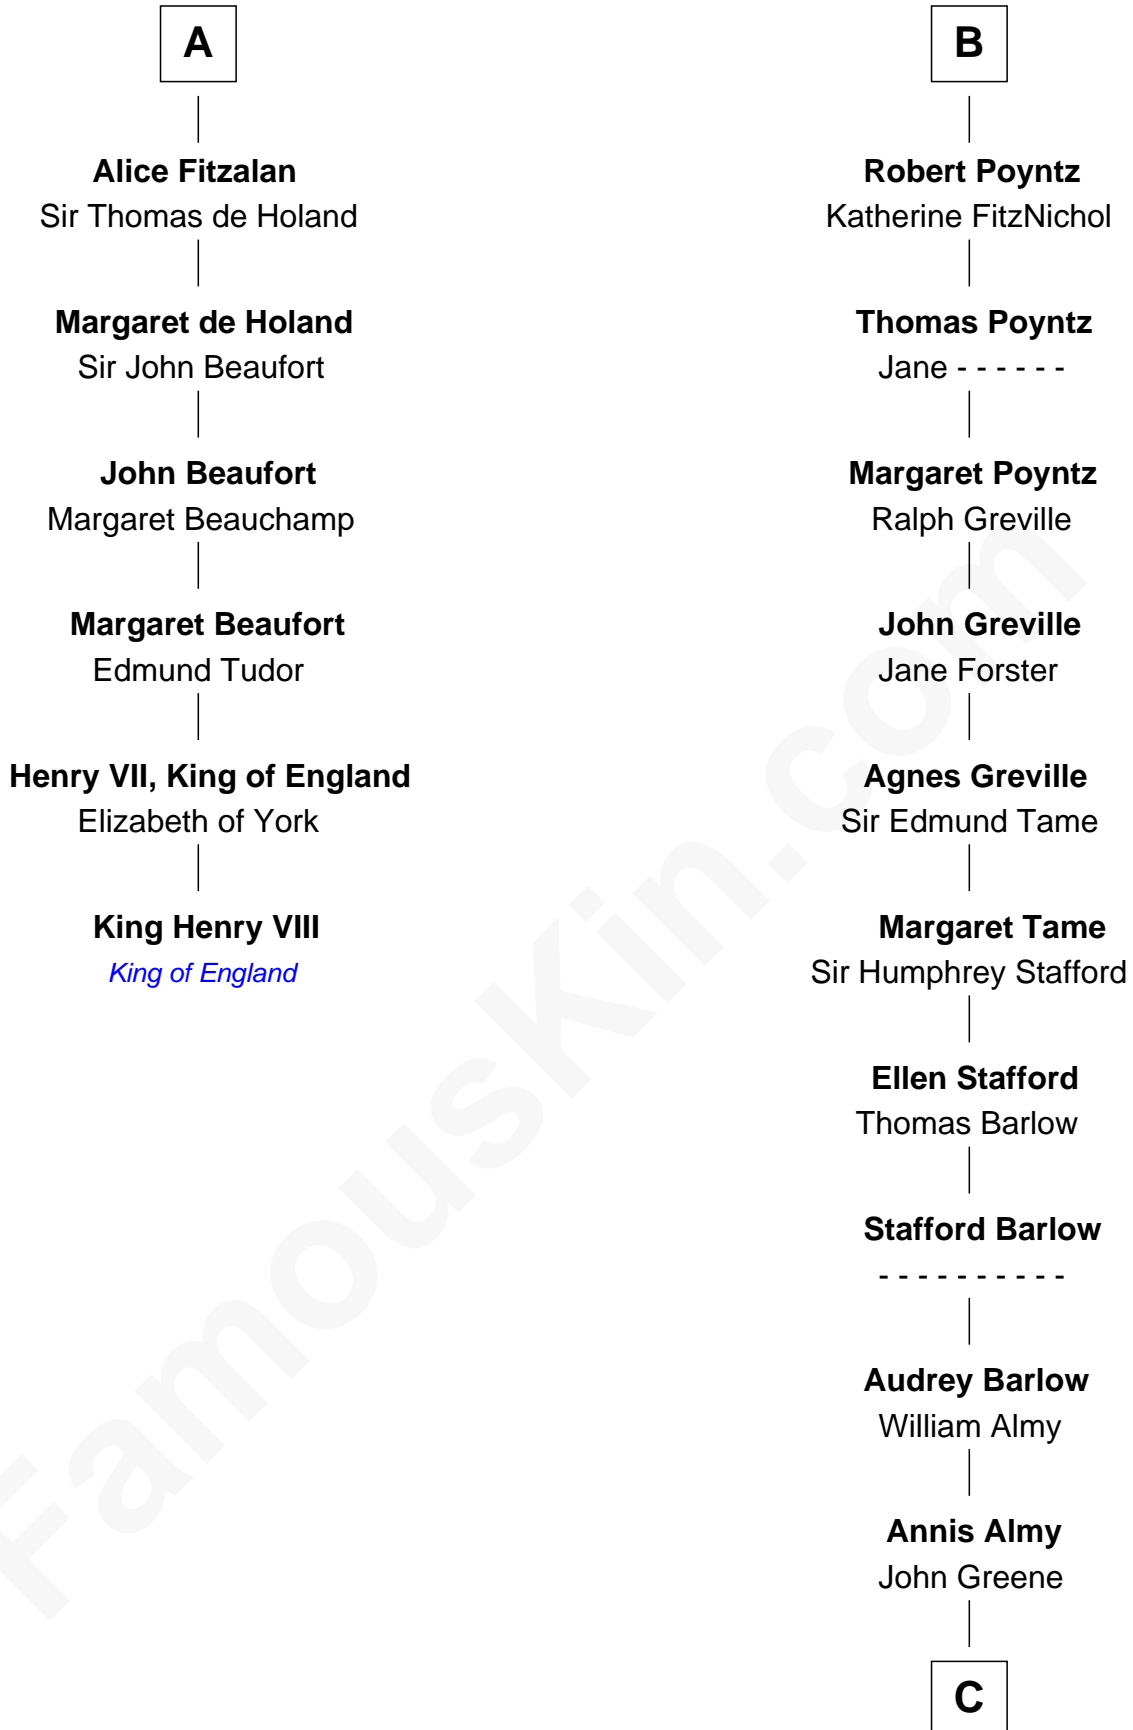 A
Alice Fitzalan
Sir Thomas de Holand
Margaret de Holand
Sir John Beaufort
John Beaufort
Margaret Beauchamp
Margaret Beaufort
Edmund Tudor
Henry VII, King of England
Elizabeth of York
King Henry VIII
King of England
B
Robert Poyntz
Katherine FitzNichol
Thomas Poyntz
Jane - - - - - -
Margaret Poyntz
Ralph Greville
John Greville
Jane Forster
Agnes Greville
Sir Edmund Tame
Margaret Tame
Sir Humphrey Stafford
Ellen Stafford
Thomas Barlow
Stafford Barlow
- - - - - - - - - -
Audrey Barlow
William Almy
Annis Almy
John Greene
C
FamousKin.com